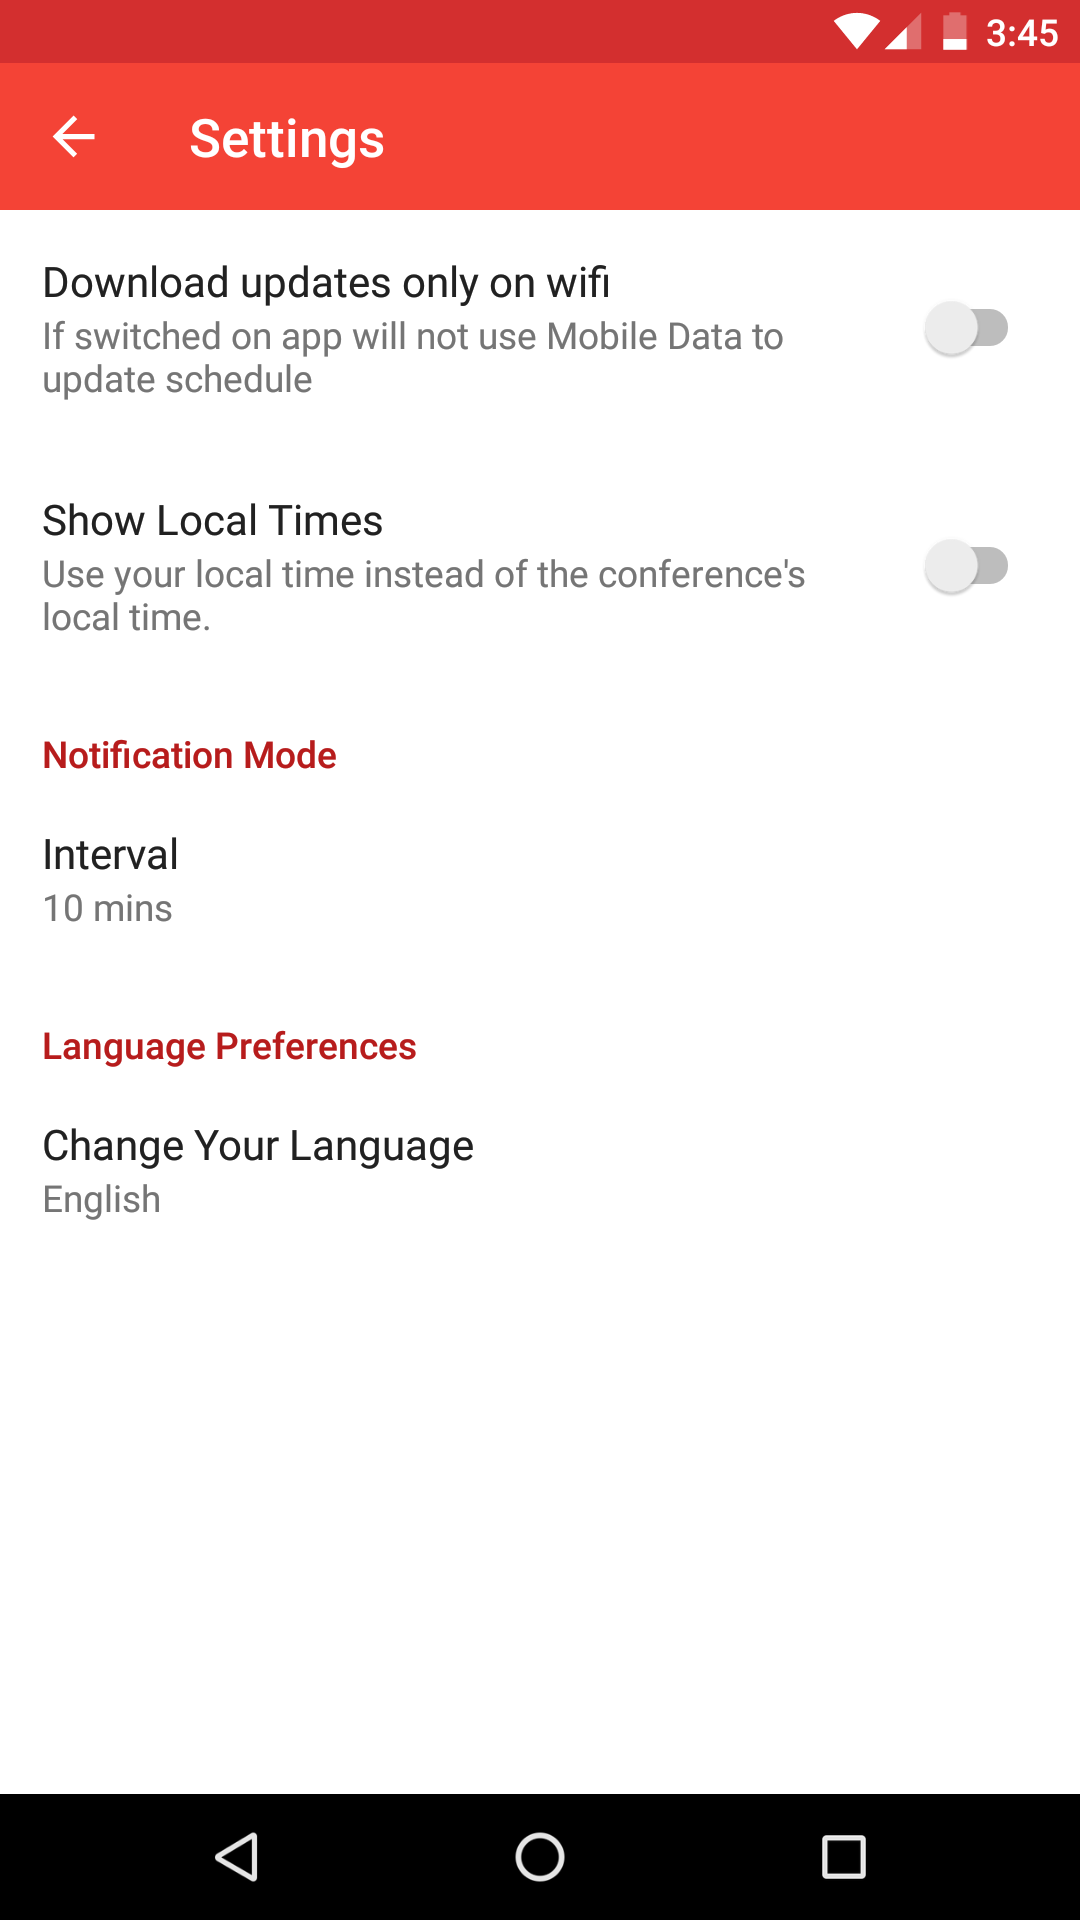 3:45
Settings
Download updates only on wifi
If switched on app will not use Mobile Data to
update schedule
Show Local Times
Use your local time instead of the conference's
local time.
Notification Mode
Interval
10 mins
Language Preferences
Change Your Language
English